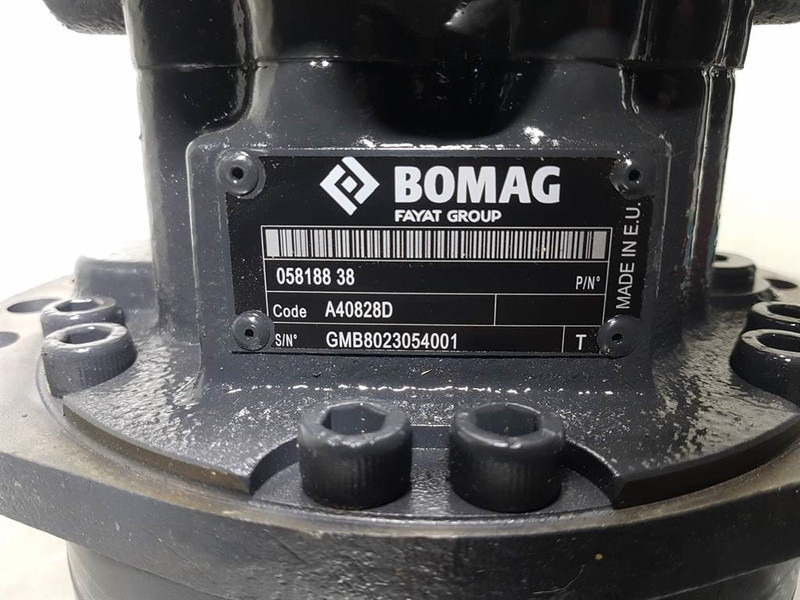 BOMAG
FAYAT GROUP
058188 38 P/N°
Code A40828D
S/N° GMB8023054001 T
MADE IN E.U.